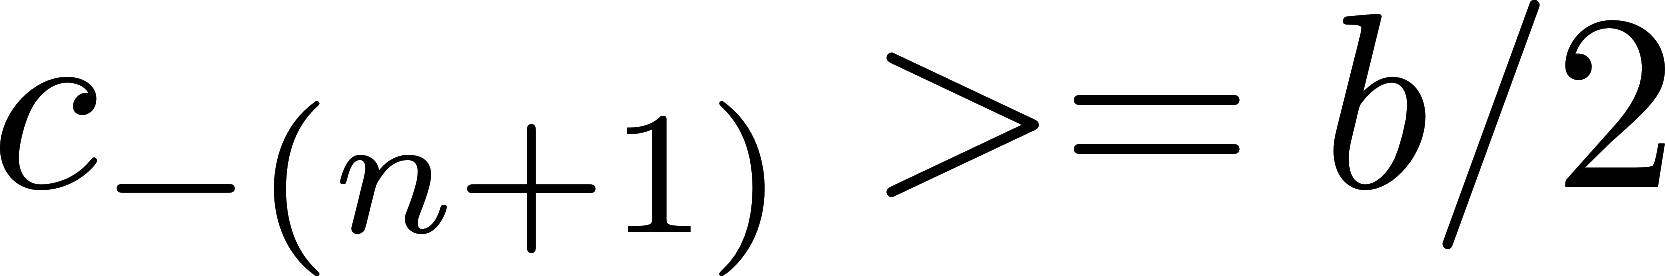 c_{-(n+1)} >= b/2